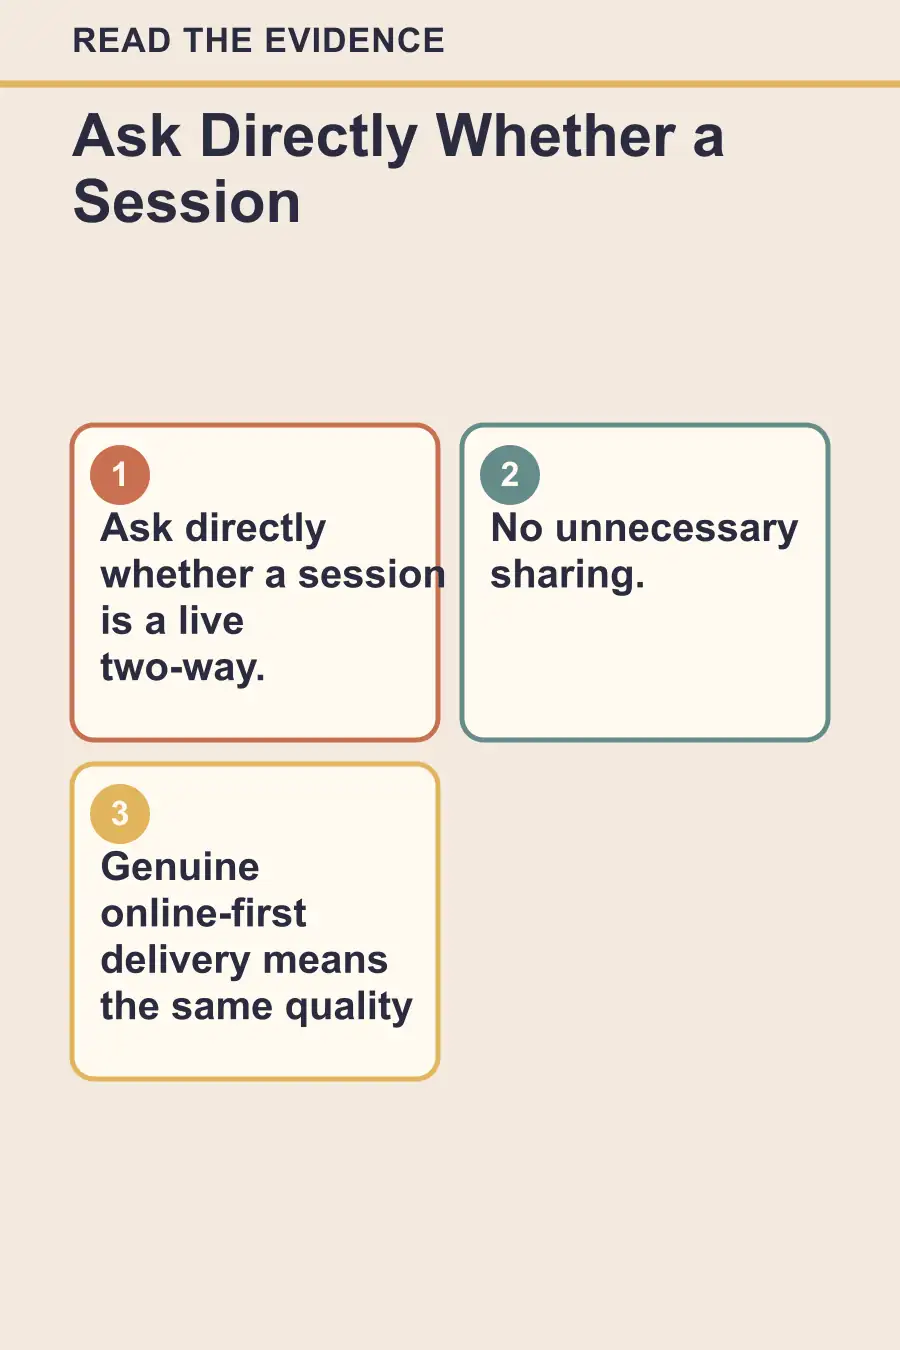 READ THE EVIDENCE
Ask Directly Whether a
Session
1
Ask directly
whether a session
is a live
two-way.
2
No unnecessary
sharing.
3
Genuine
online-first
delivery means
the same quality